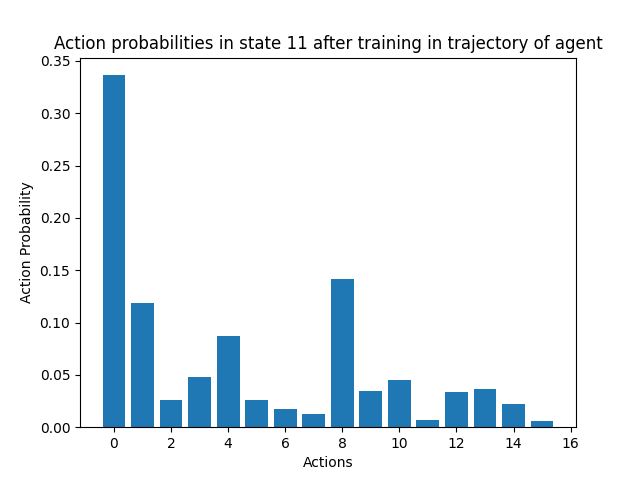 Action probabilities in state 11 after training in trajectory of agent
0.35
0.30
0.25
0.20
0.15
0.10
0.05
0.00
Action Probability
0 2 4 6 8 10 12 14 16
Actions